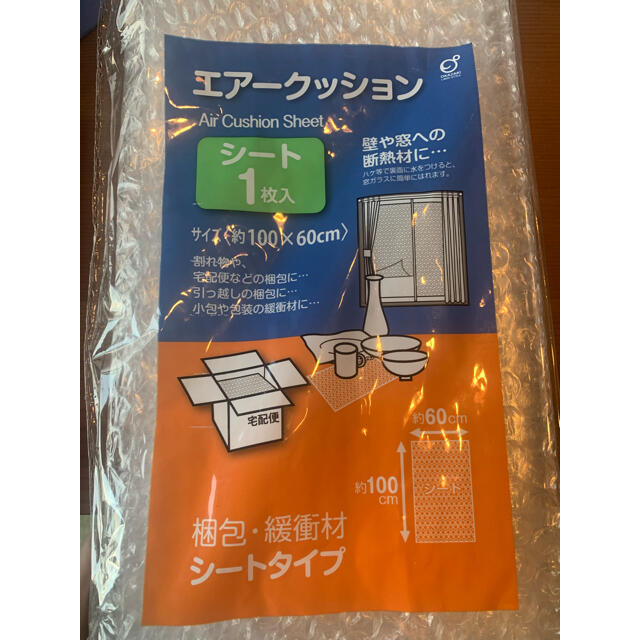 エアークッション
Air Cushion Sheet
シート
1枚入
サイズ〈約100×60cm〉
割れ物や、
宅配便などの梱包に…
引っ越しの梱包に…
小包や包装の緩衝材に…
壁や窓への
断熱材に…
ハケ等で裏面に水をつけると、
窓ガラスに簡単にはれます。
宅配便
約60cm
約100
cm
シート
梱包・緩衝材
シートタイプ